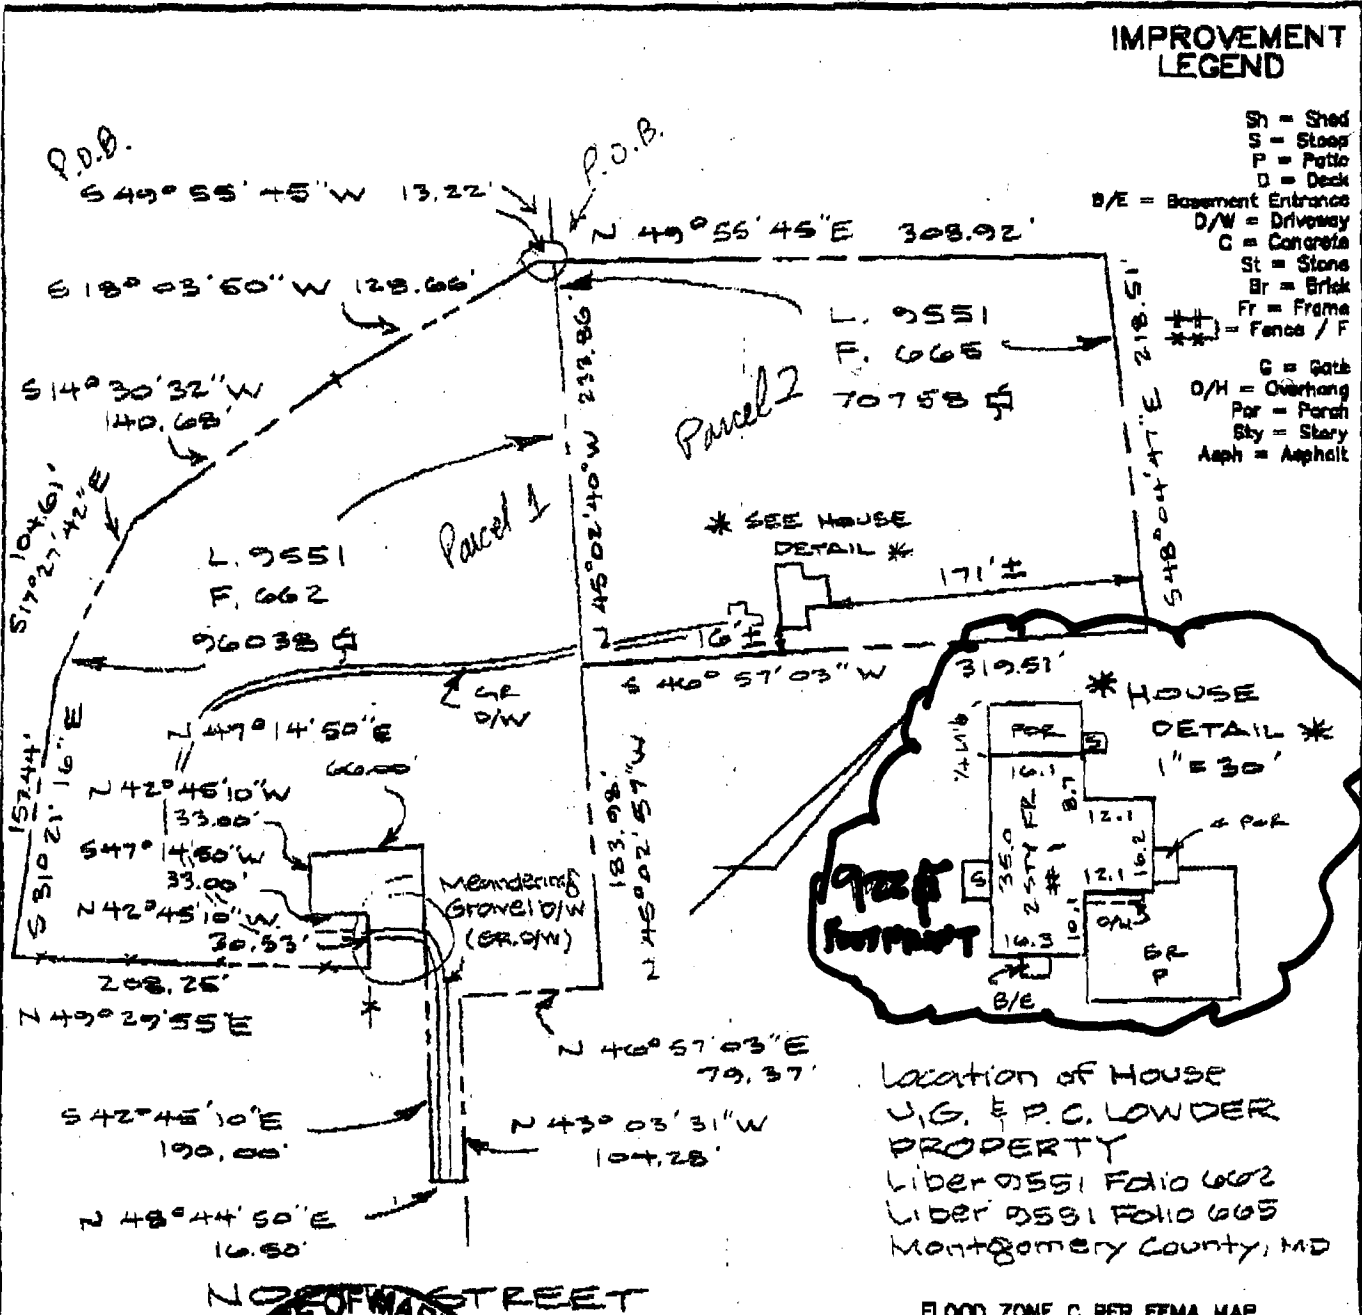 IMPROVEMENT
LEGEND
Sh = Shed
S = Stoop
P = Patio
D = Deck
B/E = Basement Entrance
D/W = Driveway
C = Concrete
St = Stone
Br = Brick
Fr = Frame
= Fence / F
G = Gate
O/H = Overhang
Por = Porch
Sty = Story
Asph = Asphalt
P.O.B.
P.O.B.
S 49° 55' 45" W 13.22'
N 49° 55' 45" E 308.92'
S 18° 03' 50" W 128.66'
L. 9551
F. 665
70758
218.51'
S 48° 04' 47" E
S 14° 30' 32" W
140.68'
N 45° 02' 40" W 233.86'
Parcel 2
Parcel 1
104.61'
S 17° 27' 42" E
L. 9551
F. 662
96038
* SEE HOUSE
DETAIL *
171' ±
16' ±
S 46° 57' 03" W
319.51'
GR
D/W
N 47° 14' 50" E
66.00'
N 42° 45' 10" W
33.00'
S 47° 14' 50" W
33.00'
N 42° 45' 10" W
30.53'
157.44'
S 31° 21' 16" E
208.25'
N 49° 29' 55" E
Meandering
Gravel D/W
(GR. D/W)
183.98'
N 45° 02' 57" W
N 46° 57' 03" E
79.37'
S 42° 45' 10" E
190.00'
N 43° 03' 31" W
104.28'
N 48° 44' 50" E
16.50'
* HOUSE
DETAIL *
1" = 30'
POR
S
16.1
8.7
12.1
POR
35.0
2 STY FR
# 1
16.2
12.1
S
10.1
O/H
16.3
B/E
GR
P
922
FOOTPRINT
Location of House
V.G. & P.C. LOWDER
PROPERTY
Liber 9551 Folio 662
Liber 9551 Folio 665
Montgomery County, MD
STREET
FLOOD ZONE C PER FEMA MAP